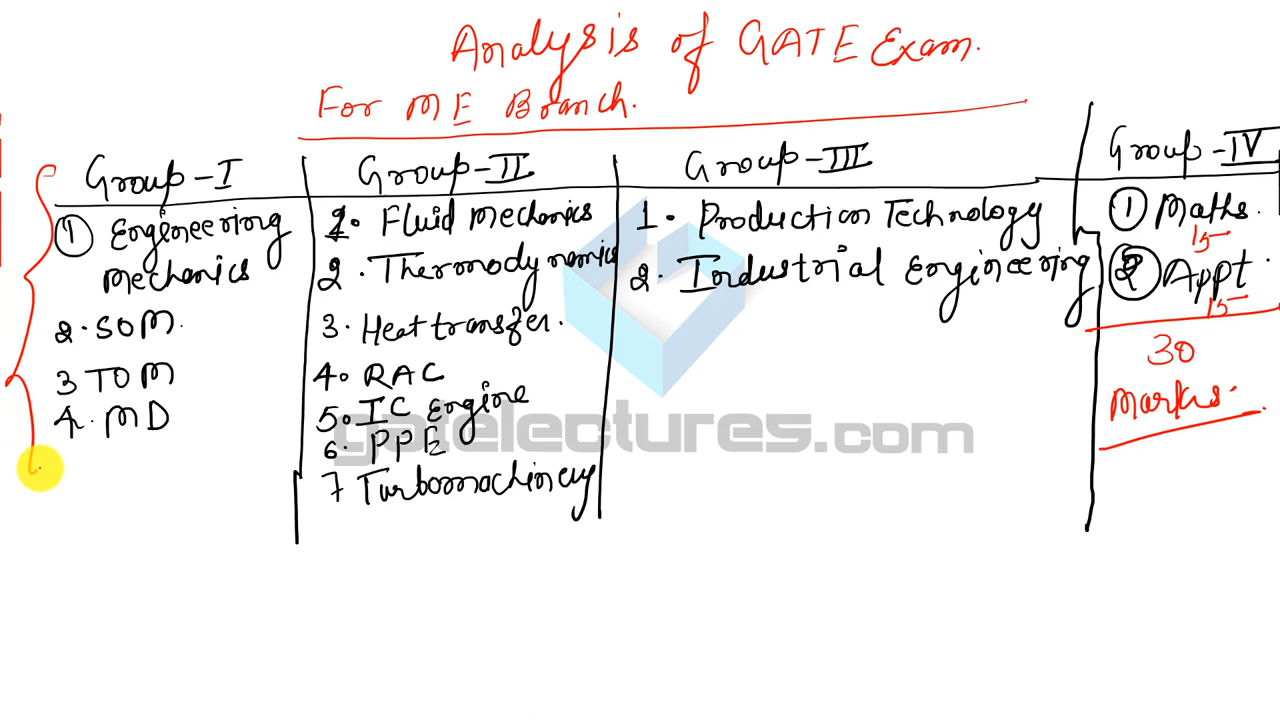 Analysis of GATE Exam.
For ME Branch.
Group-I
① Engineering
Mechanics
2. SOM.
3 TOM
4. MD
Group-II
1. Fluid Mechanics
2. Thermodynamics
3. Heat transfer.
4. RAC
5. IC Engine
6. PPE
7 Turbomachinery
Group-III
1. Production Technology
2. Industrial Engineering
Group-IV
① Maths.
15
② Appt.
15
30
Marks.
gatelectures.com